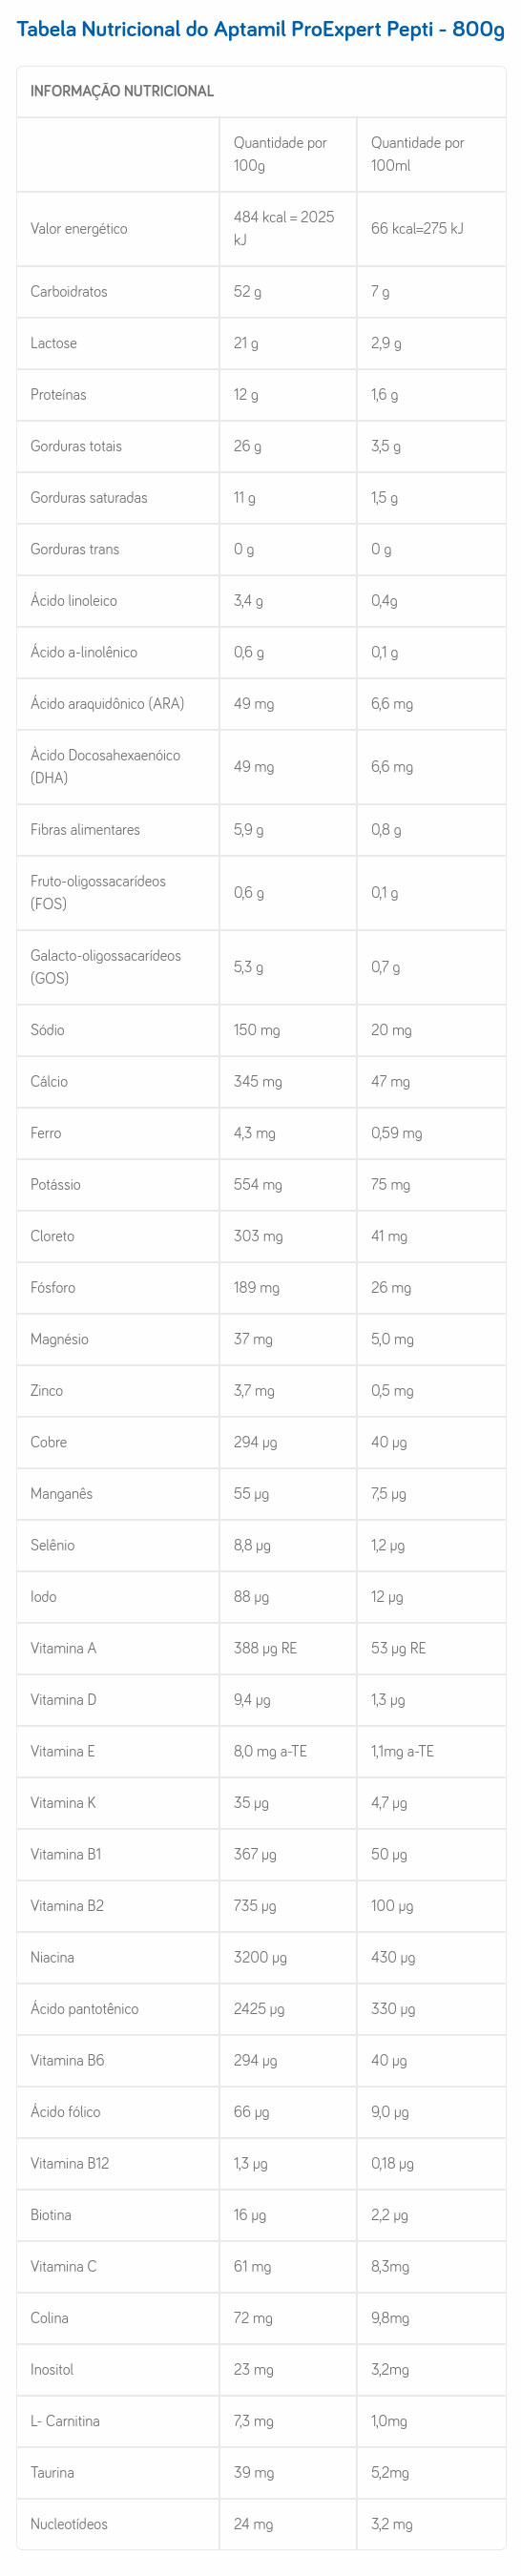 Tabela Nutricional do Aptamil ProExpert Pepti - 800g
INFORMAÇÃO NUTRICIONAL
Quantidade por 100g Quantidade por 100ml
Valor energético 484 kcal = 2025 kJ 66 kcal=275 kJ
Carboidratos 52 g 7 g
Lactose 21 g 2,9 g
Proteínas 12 g 1,6 g
Gorduras totais 26 g 3,5 g
Gorduras saturadas 11 g 1,5 g
Gorduras trans 0 g 0 g
Ácido linoleico 3,4 g 0,4g
Ácido a-linolênico 0,6 g 0,1 g
Ácido araquidônico (ARA) 49 mg 6,6 mg
Àcido Docosahexaenóico (DHA) 49 mg 6,6 mg
Fibras alimentares 5,9 g 0,8 g
Fruto-oligossacarídeos (FOS) 0,6 g 0,1 g
Galacto-oligossacarídeos (GOS) 5,3 g 0,7 g
Sódio 150 mg 20 mg
Cálcio 345 mg 47 mg
Ferro 4,3 mg 0,59 mg
Potássio 554 mg 75 mg
Cloreto 303 mg 41 mg
Fósforo 189 mg 26 mg
Magnésio 37 mg 5,0 mg
Zinco 3,7 mg 0,5 mg
Cobre 294 µg 40 µg
Manganês 55 µg 7,5 µg
Selênio 8,8 µg 1,2 µg
Iodo 88 µg 12 µg
Vitamina A 388 µg RE 53 µg RE
Vitamina D 9,4 µg 1,3 µg
Vitamina E 8,0 mg a-TE 1,1mg a-TE
Vitamina K 35 µg 4,7 µg
Vitamina B1 367 µg 50 µg
Vitamina B2 735 µg 100 µg
Niacina 3200 µg 430 µg
Ácido pantotênico 2425 µg 330 µg
Vitamina B6 294 µg 40 µg
Ácido fólico 66 µg 9,0 µg
Vitamina B12 1,3 µg 0,18 µg
Biotina 16 µg 2,2 µg
Vitamina C 61 mg 8,3mg
Colina 72 mg 9,8mg
Inositol 23 mg 3,2mg
L- Carnitina 7,3 mg 1,0mg
Taurina 39 mg 5,2mg
Nucleotídeos 24 mg 3,2 mg